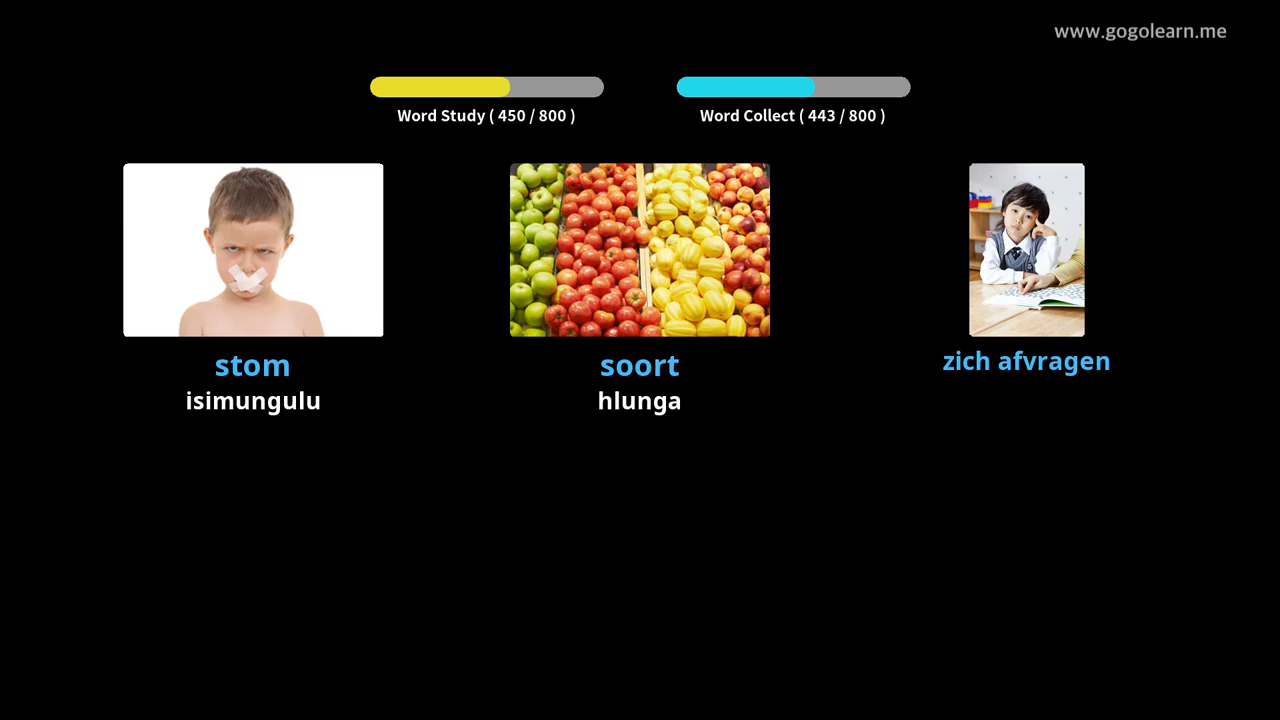 www.gogolearn.me
Word Study ( 450 / 800 )
Word Collect ( 443 / 800 )
stom
isimungulu
soort
hlunga
zich afvragen